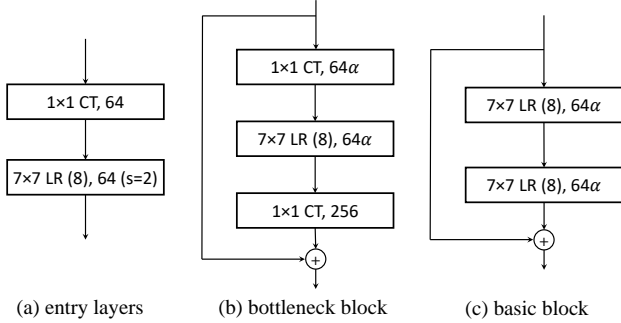 1×1 CT, 64
7×7 LR (8), 64 (s=2)
(a) entry layers
1×1 CT, 64α
7×7 LR (8), 64α
1×1 CT, 256
+
(b) bottleneck block
7×7 LR (8), 64α
7×7 LR (8), 64α
+
(c) basic block